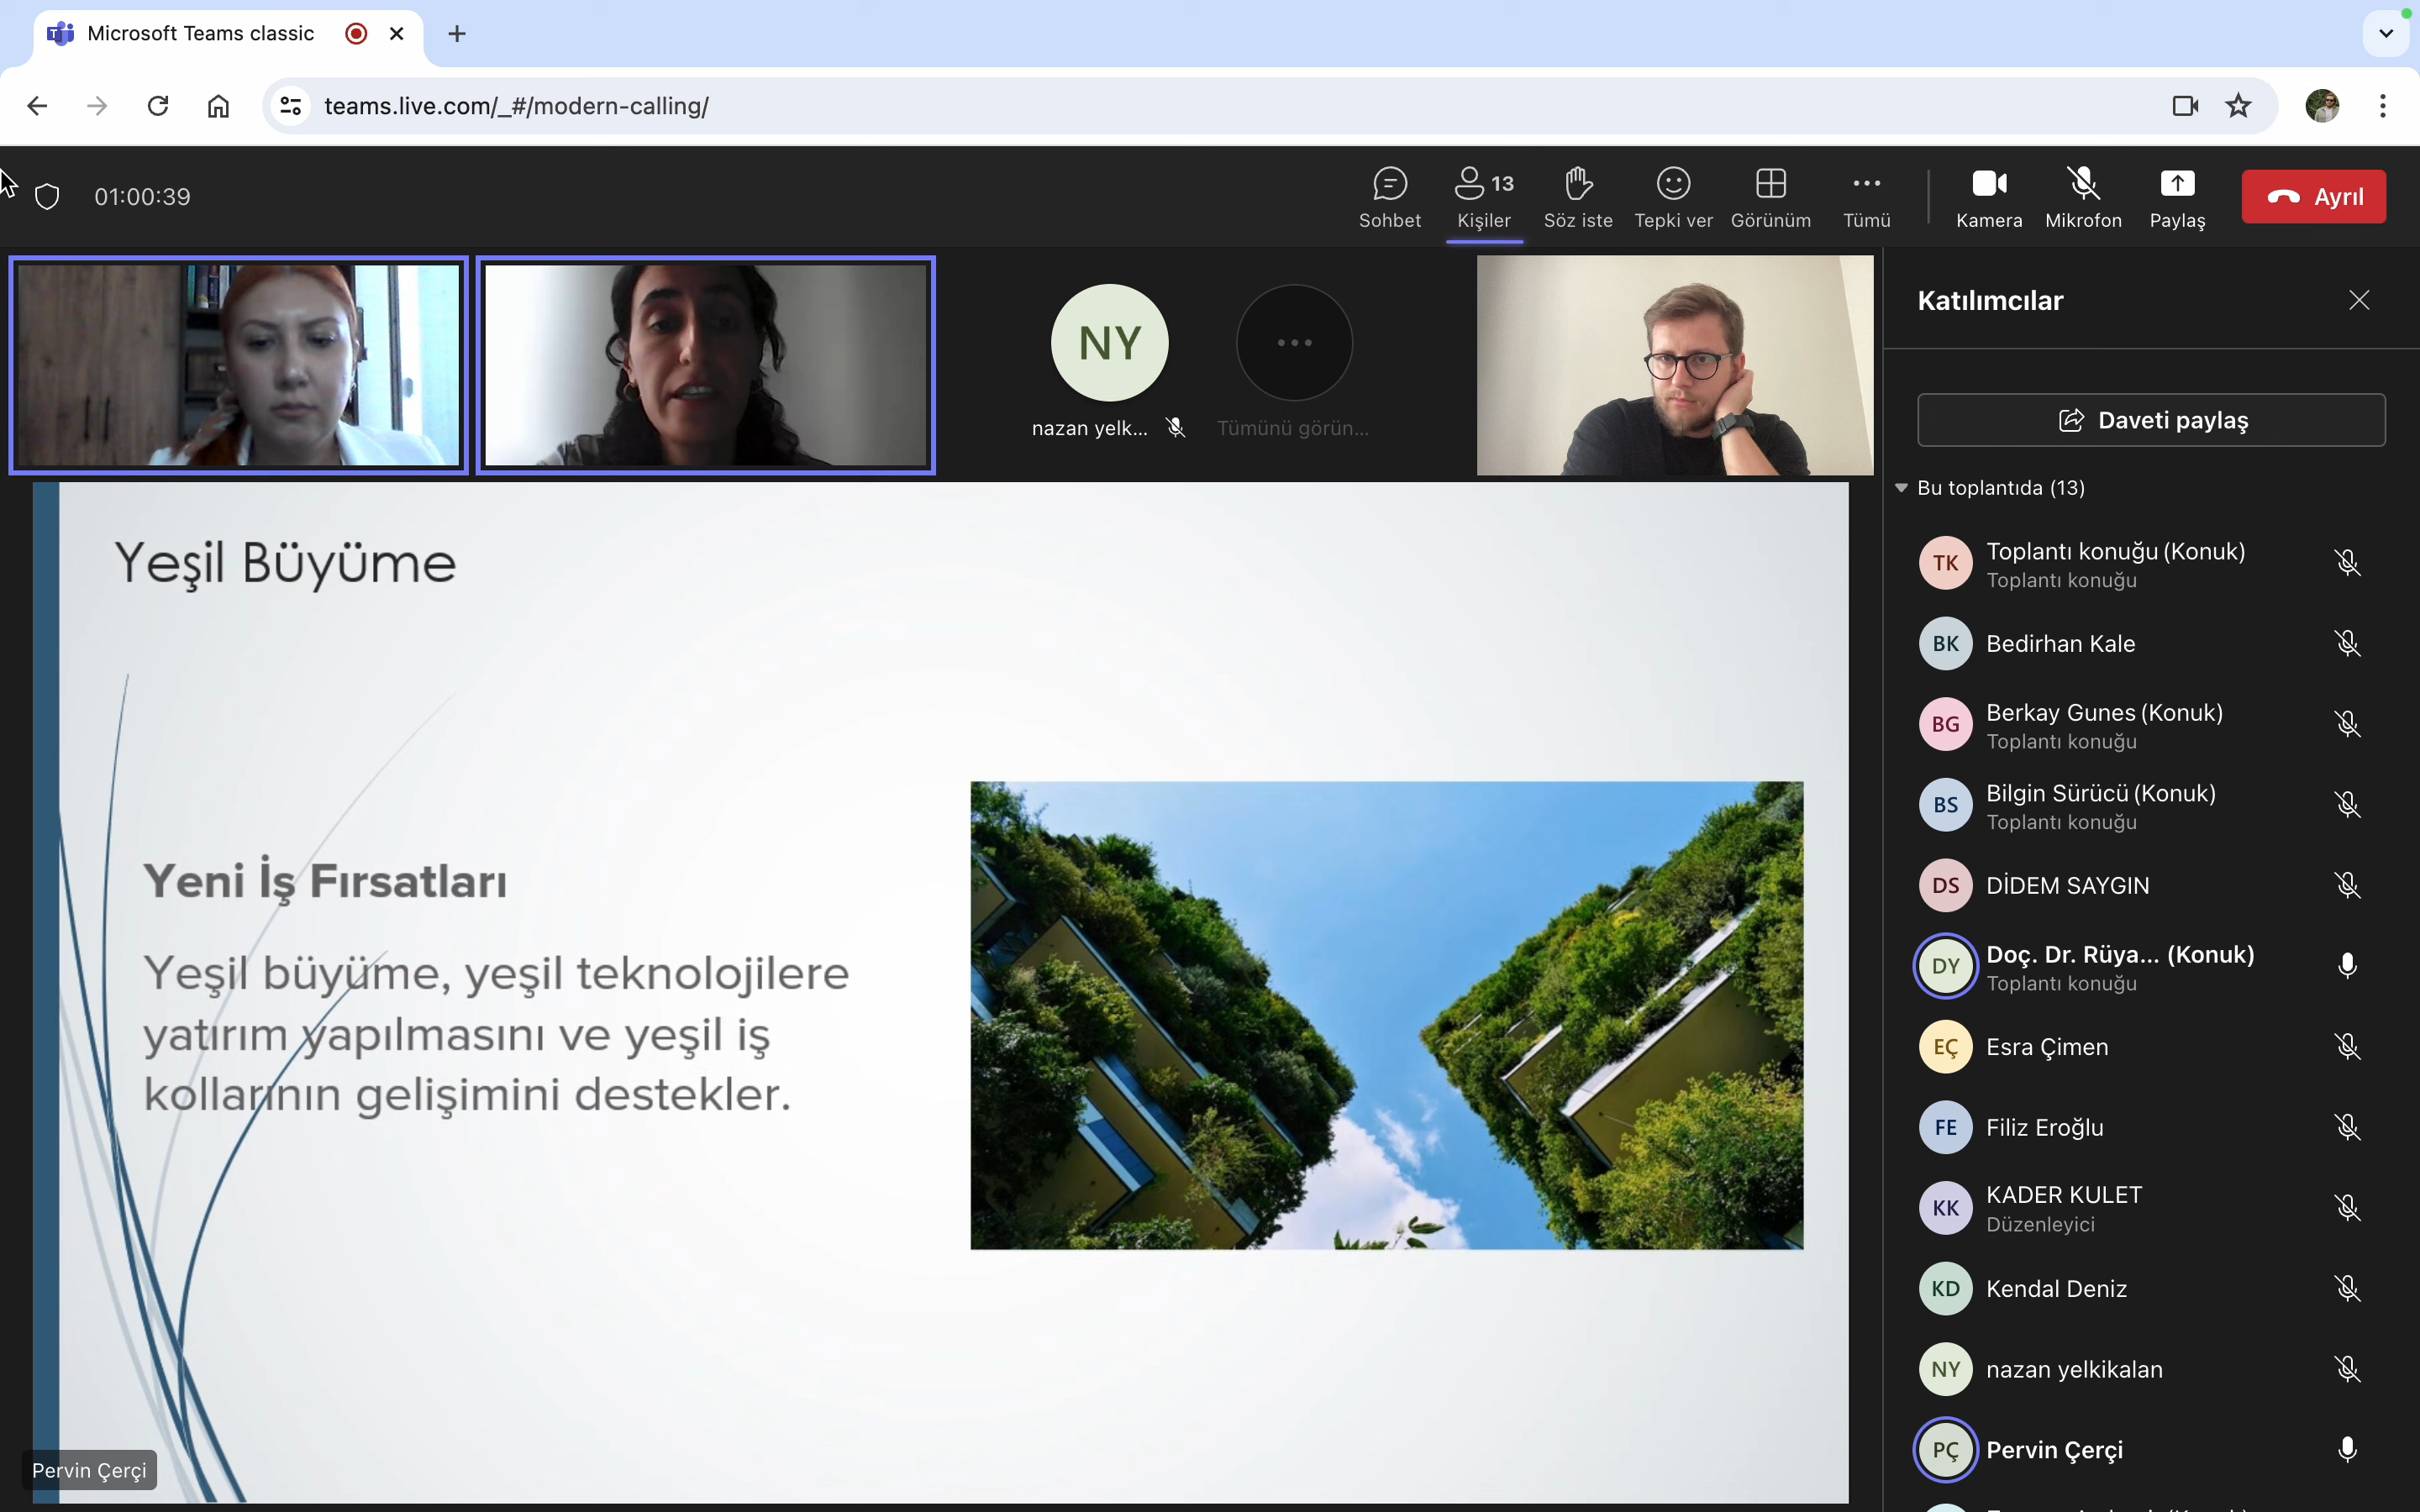 Microsoft Teams classic
teams.live.com/_#/modern-calling/
01:00:39
Sohbet
13
Kişiler
Söz iste
Tepki ver
Görünüm
Tümü
Kamera
Mikrofon
Paylaş
Ayrıl
NY
nazan yelk...
Tümünü görün...
Yeşil Büyüme
Yeni İş Fırsatları
Yeşil büyüme, yeşil teknolojilere
yatırım yapılmasını ve yeşil iş
kollarının gelişimini destekler.
Pervin Çerçi
Katılımcılar
Daveti paylaş
Bu toplantıda (13)
TK
Toplantı konuğu (Konuk)
Toplantı konuğu
BK
Bedirhan Kale
BG
Berkay Gunes (Konuk)
Toplantı konuğu
BS
Bilgin Sürücü (Konuk)
Toplantı konuğu
DS
DİDEM SAYGIN
DY
Doç. Dr. Rüya... (Konuk)
Toplantı konuğu
EÇ
Esra Çimen
FE
Filiz Eroğlu
KK
KADER KULET
Düzenleyici
KD
Kendal Deniz
NY
nazan yelkikalan
PÇ
Pervin Çerçi